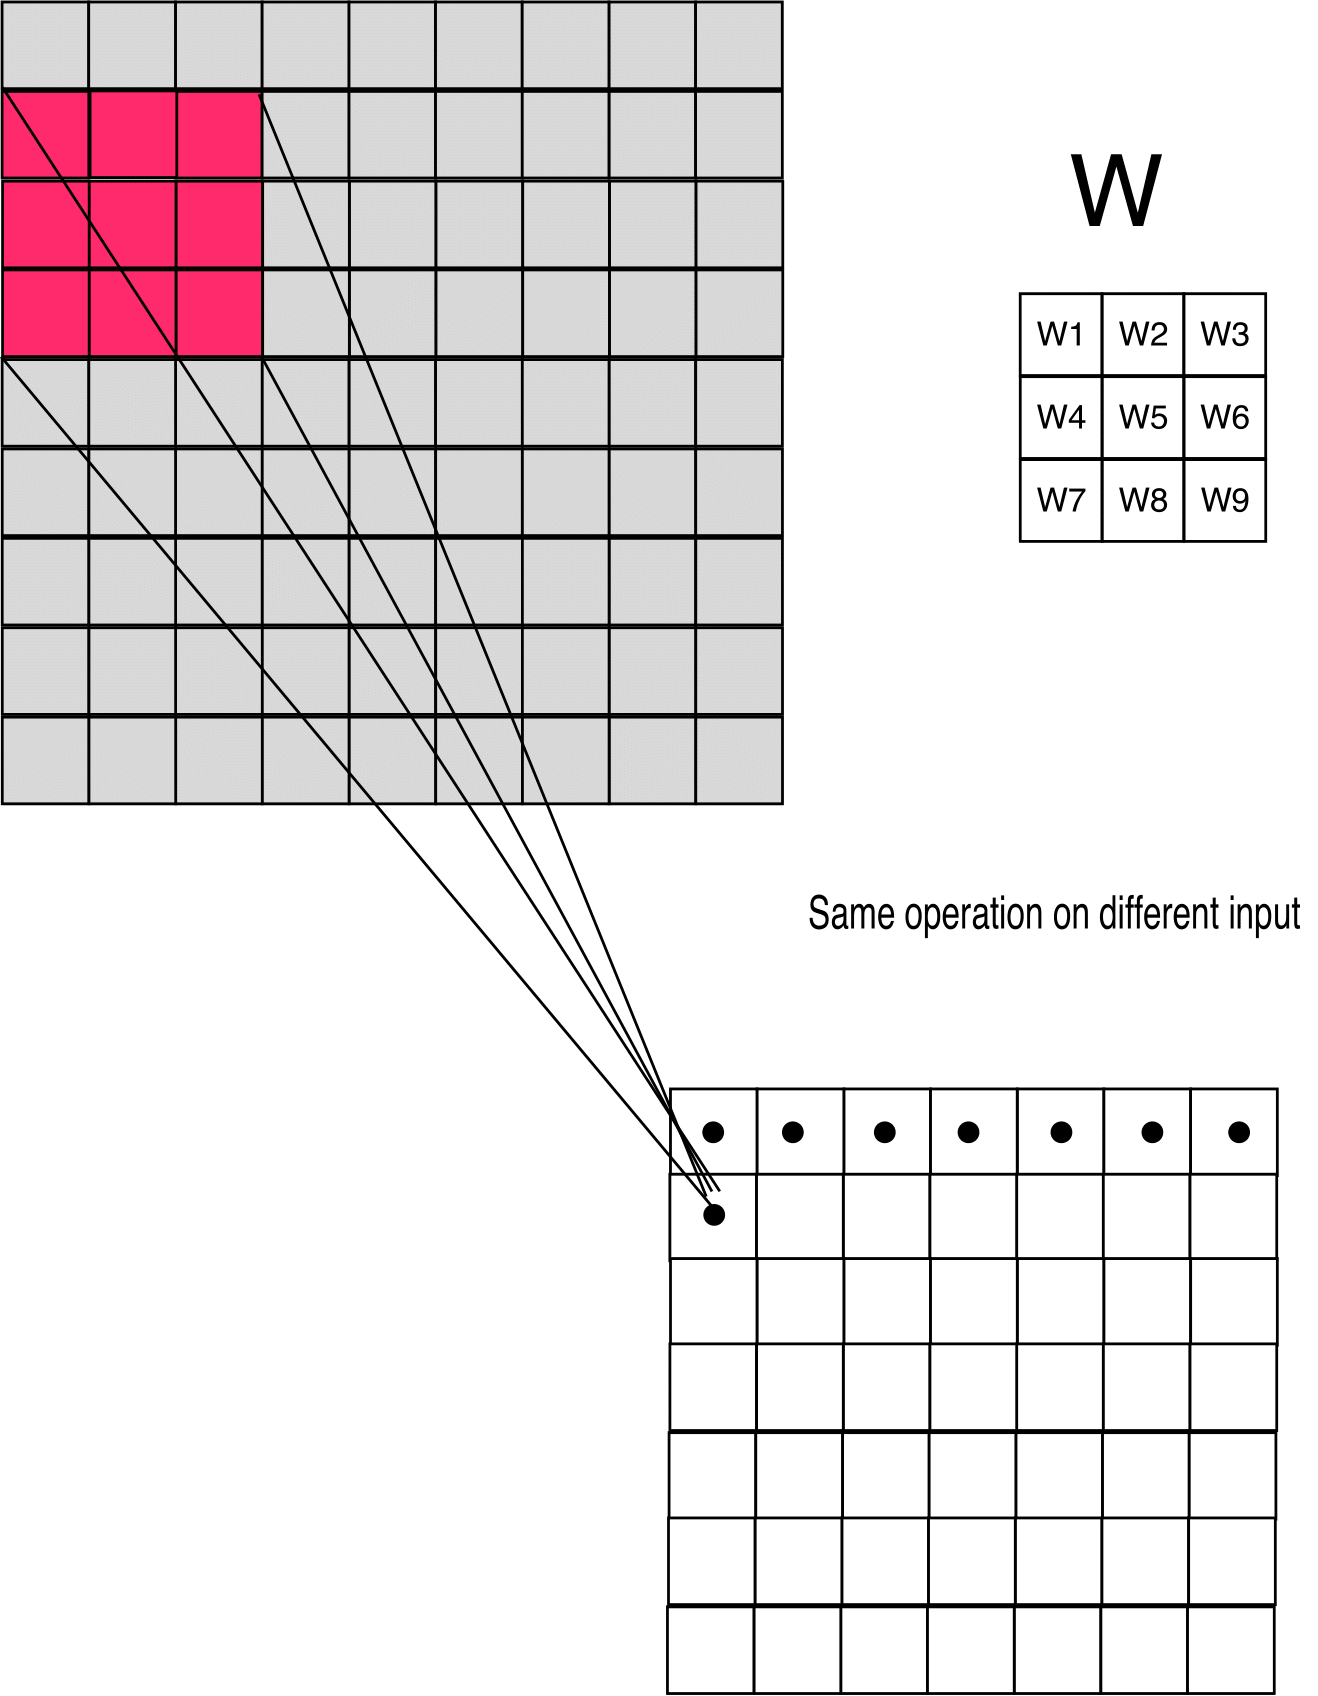 W
W1 W2 W3
W4 W5 W6
W7 W8 W9
Same operation on different input